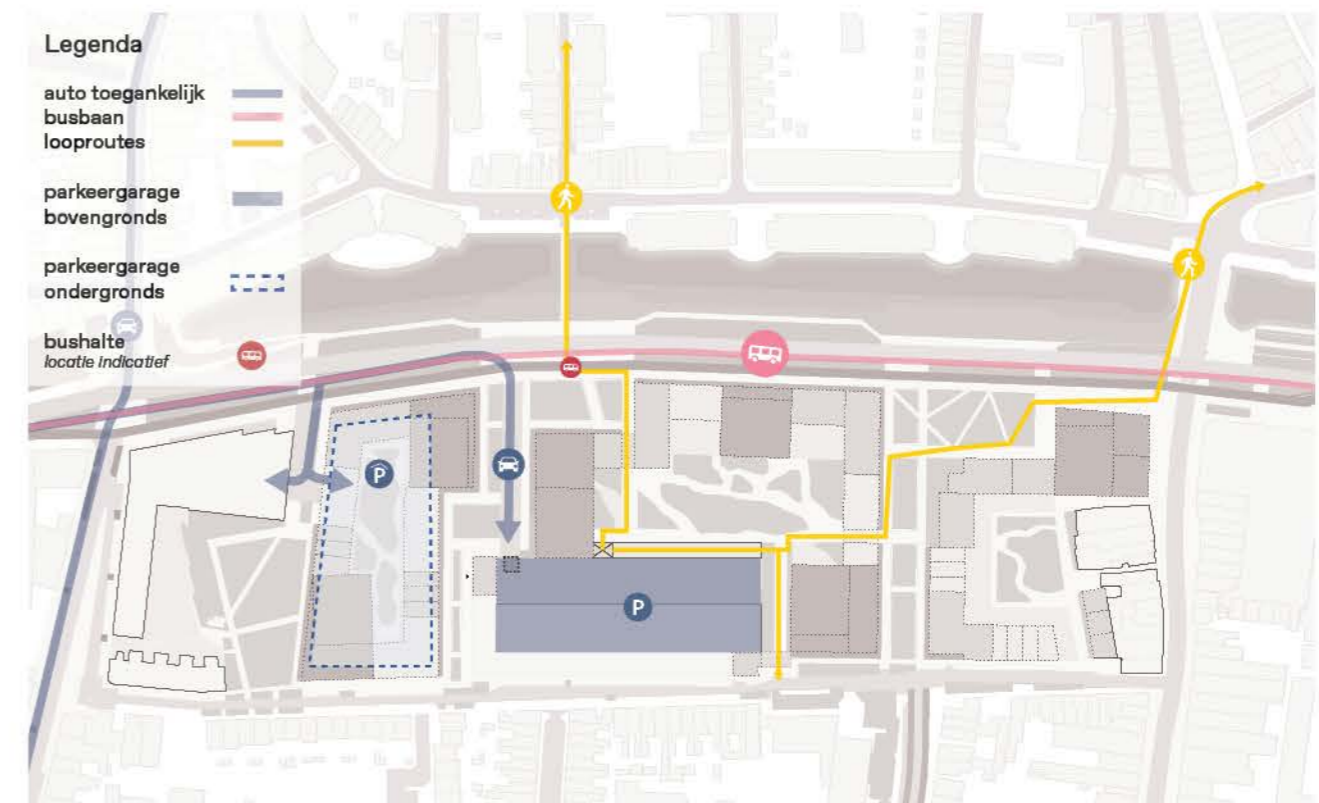 Legenda
auto toegankelijk
busbaan
looproutes
parkeergarage
bovengronds
parkeergarage
ondergronds
bushalte
locatie indicatief
P
P